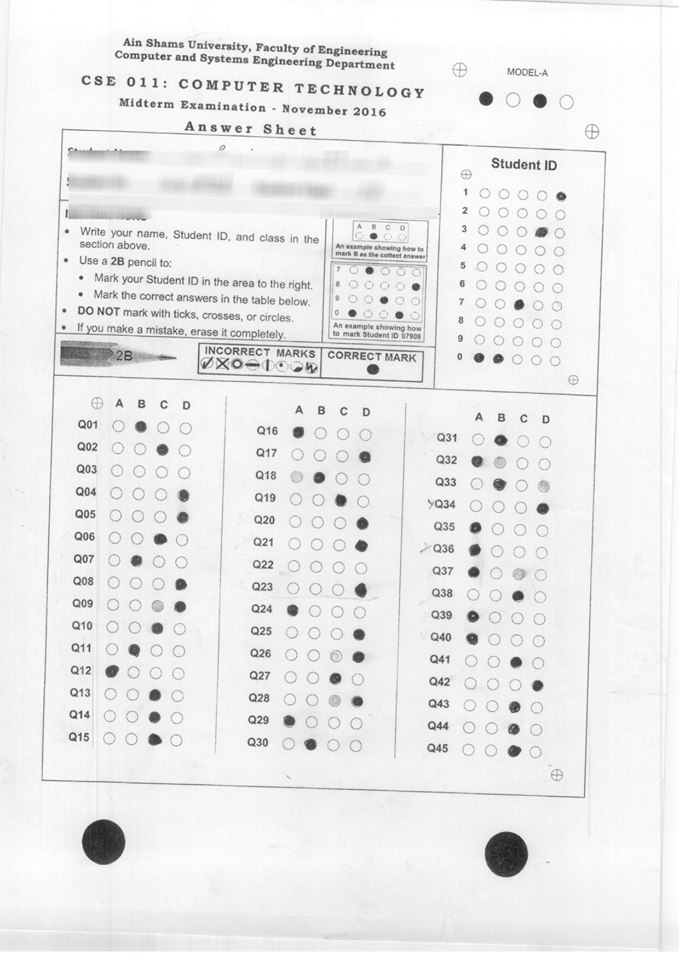 Ain Shams University, Faculty of Engineering
Computer and Systems Engineering Department
CSE 011: COMPUTER TECHNOLOGY
Midterm Examination - November 2016
Answer Sheet
MODEL-A
Student ID
1
2
3
4
5
6
7
8
9
0
• Write your name, Student ID, and class in the
section above.
• Use a 2B pencil to:
• Mark your Student ID in the area to the right.
• Mark the correct answers in the table below.
• DO NOT mark with ticks, crosses, or circles.
• If you make a mistake, erase it completely.
A B C D
An example showing how to
mark B as the correct answer
7
8
9
0
An example showing how
to mark Student ID 07908
2B
INCORRECT MARKS
CORRECT MARK
A B C D
Q01
Q02
Q03
Q04
Q05
Q06
Q07
Q08
Q09
Q10
Q11
Q12
Q13
Q14
Q15
A B C D
Q16
Q17
Q18
Q19
Q20
Q21
Q22
Q23
Q24
Q25
Q26
Q27
Q28
Q29
Q30
A B C D
Q31
Q32
Q33
Q34
Q35
Q36
Q37
Q38
Q39
Q40
Q41
Q42
Q43
Q44
Q45